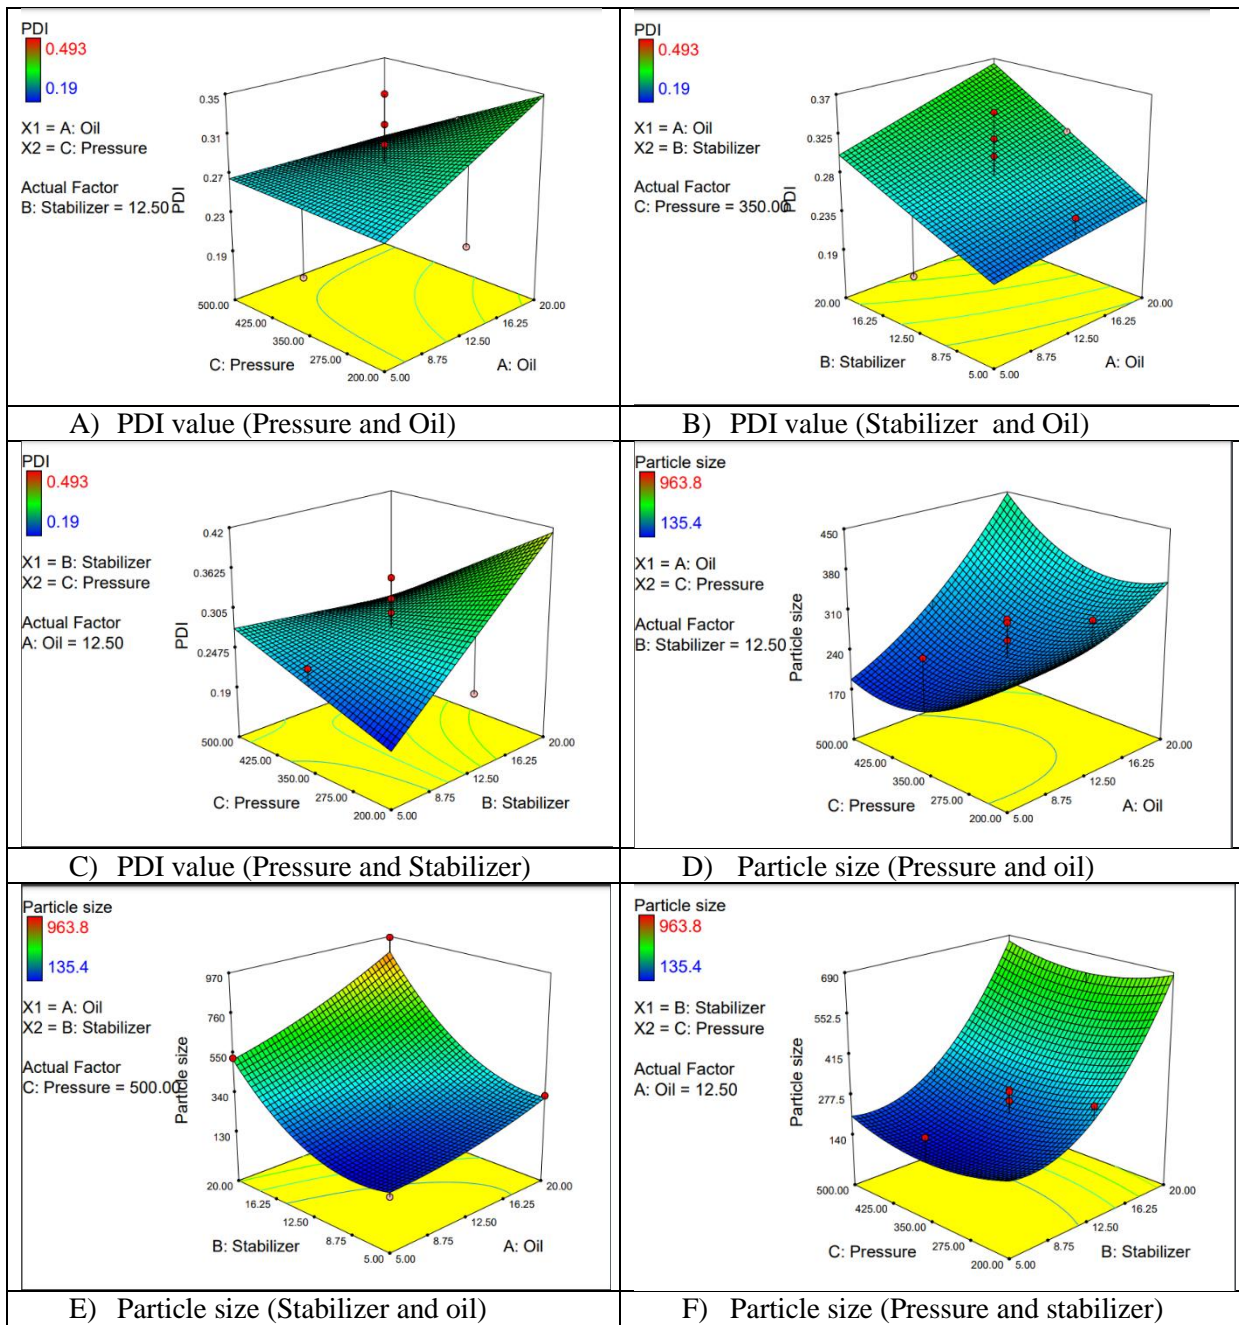 PDI
0.493
0.19
X1 = A: Oil
X2 = C: Pressure
Actual Factor
B: Stabilizer = 12.50
PDI
0.35
0.31
0.27
0.23
0.19
500.00
425.00
350.00
275.00
200.00
C: Pressure
5.00
8.75
12.50
16.25
20.00
A: Oil
A) PDI value (Pressure and Oil)
PDI
0.493
0.19
X1 = A: Oil
X2 = B: Stabilizer
Actual Factor
C: Pressure = 350.00
PDI
0.37
0.325
0.28
0.235
0.19
20.00
16.25
12.50
8.75
5.00
B: Stabilizer
5.00
8.75
12.50
16.25
20.00
A: Oil
B) PDI value (Stabilizer and Oil)
PDI
0.493
0.19
X1 = B: Stabilizer
X2 = C: Pressure
Actual Factor
A: Oil = 12.50
PDI
0.42
0.3625
0.305
0.2475
0.19
500.00
425.00
350.00
275.00
200.00
C: Pressure
5.00
8.75
12.50
16.25
20.00
B: Stabilizer
C) PDI value (Pressure and Stabilizer)
Particle size
963.8
135.4
X1 = A: Oil
X2 = C: Pressure
Actual Factor
B: Stabilizer = 12.50
Particle size
450
380
310
240
170
500.00
425.00
350.00
275.00
200.00
C: Pressure
5.00
8.75
12.50
16.25
20.00
A: Oil
D) Particle size (Pressure and oil)
Particle size
963.8
135.4
X1 = A: Oil
X2 = B: Stabilizer
Actual Factor
C: Pressure = 500.00
Particle size
970
760
550
340
130
20.00
16.25
12.50
8.75
5.00
B: Stabilizer
5.00
8.75
12.50
16.25
20.00
A: Oil
E) Particle size (Stabilizer and oil)
Particle size
963.8
135.4
X1 = B: Stabilizer
X2 = C: Pressure
Actual Factor
A: Oil = 12.50
Particle size
690
552.5
415
277.5
140
500.00
425.00
350.00
275.00
200.00
C: Pressure
5.00
8.75
12.50
16.25
20.00
B: Stabilizer
F) Particle size (Pressure and stabilizer)